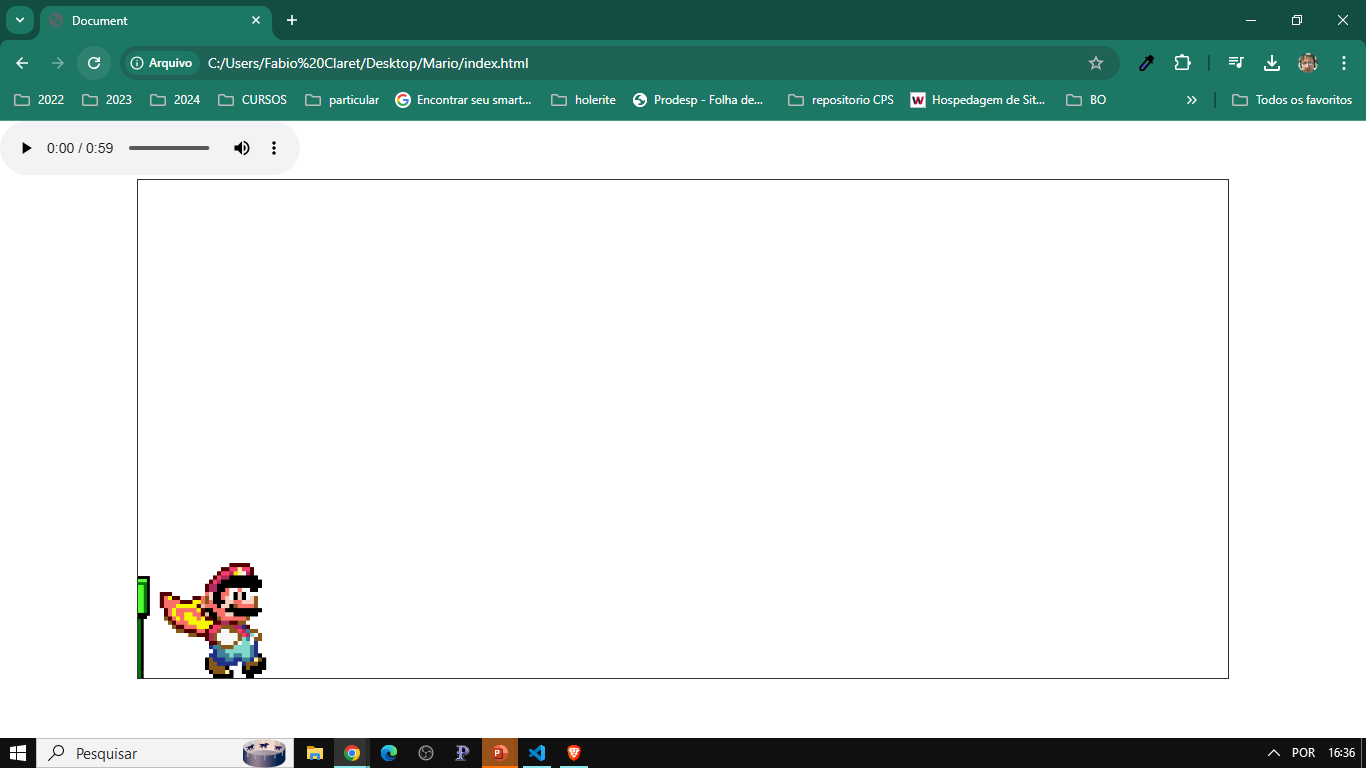 Document
Arquivo C:/Users/Fabio%20Claret/Desktop/Mario/index.html
2022 2023 2024 CURSOS particular Encontrar seu smart... holerite Prodesp - Folha de... repositorio CPS Hospedagem de Sit... BO Todos os favoritos
0:00 / 0:59
Pesquisar POR 16:36